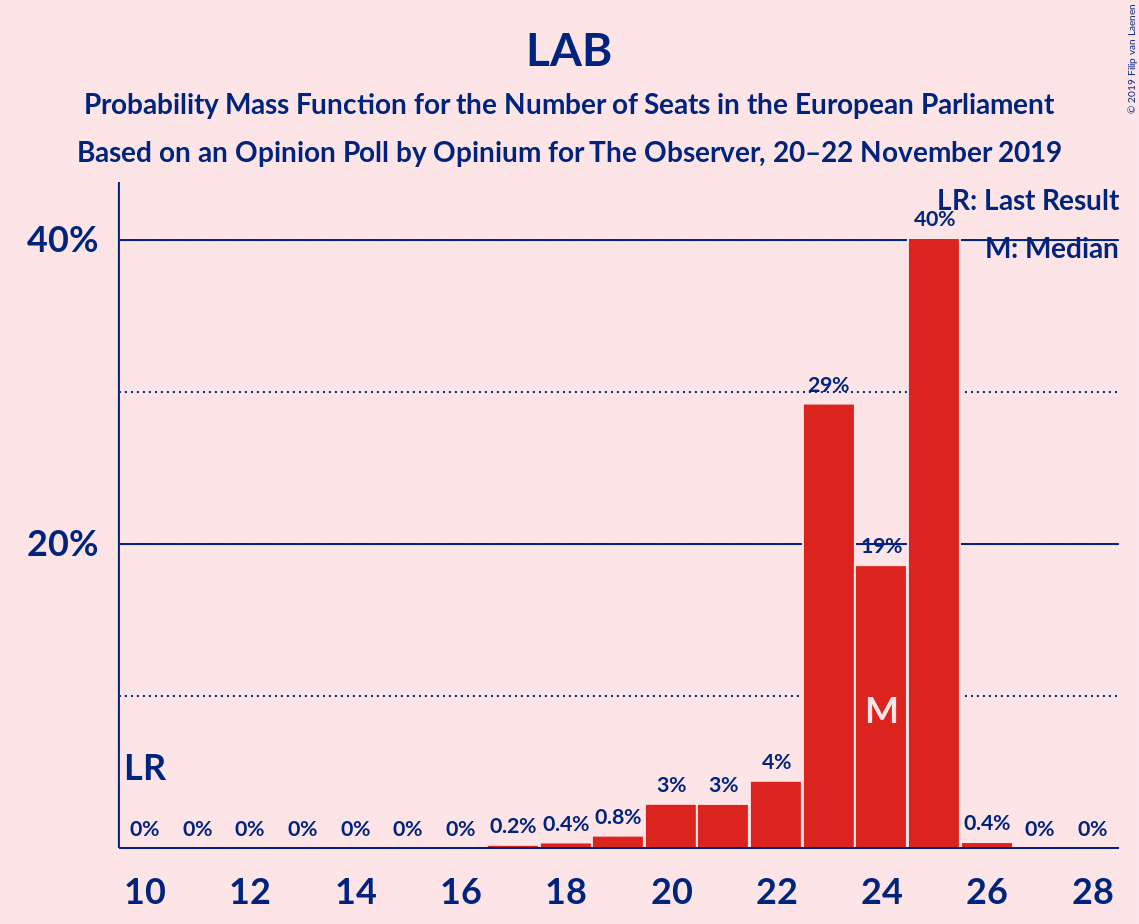 LAB
Probability Mass Function for the Number of Seats in the European Parliament
Based on an Opinion Poll by Opinium for The Observer, 20–22 November 2019
© 2019 Filip van Laenen
LR: Last Result
M: Median
40%
20%
LR
0%
0%
0%
0%
0%
0%
0%
0.2%
0.4%
0.8%
3%
3%
4%
29%
19%
M
40%
0.4%
0%
0%
10 12 14 16 18 20 22 24 26 28